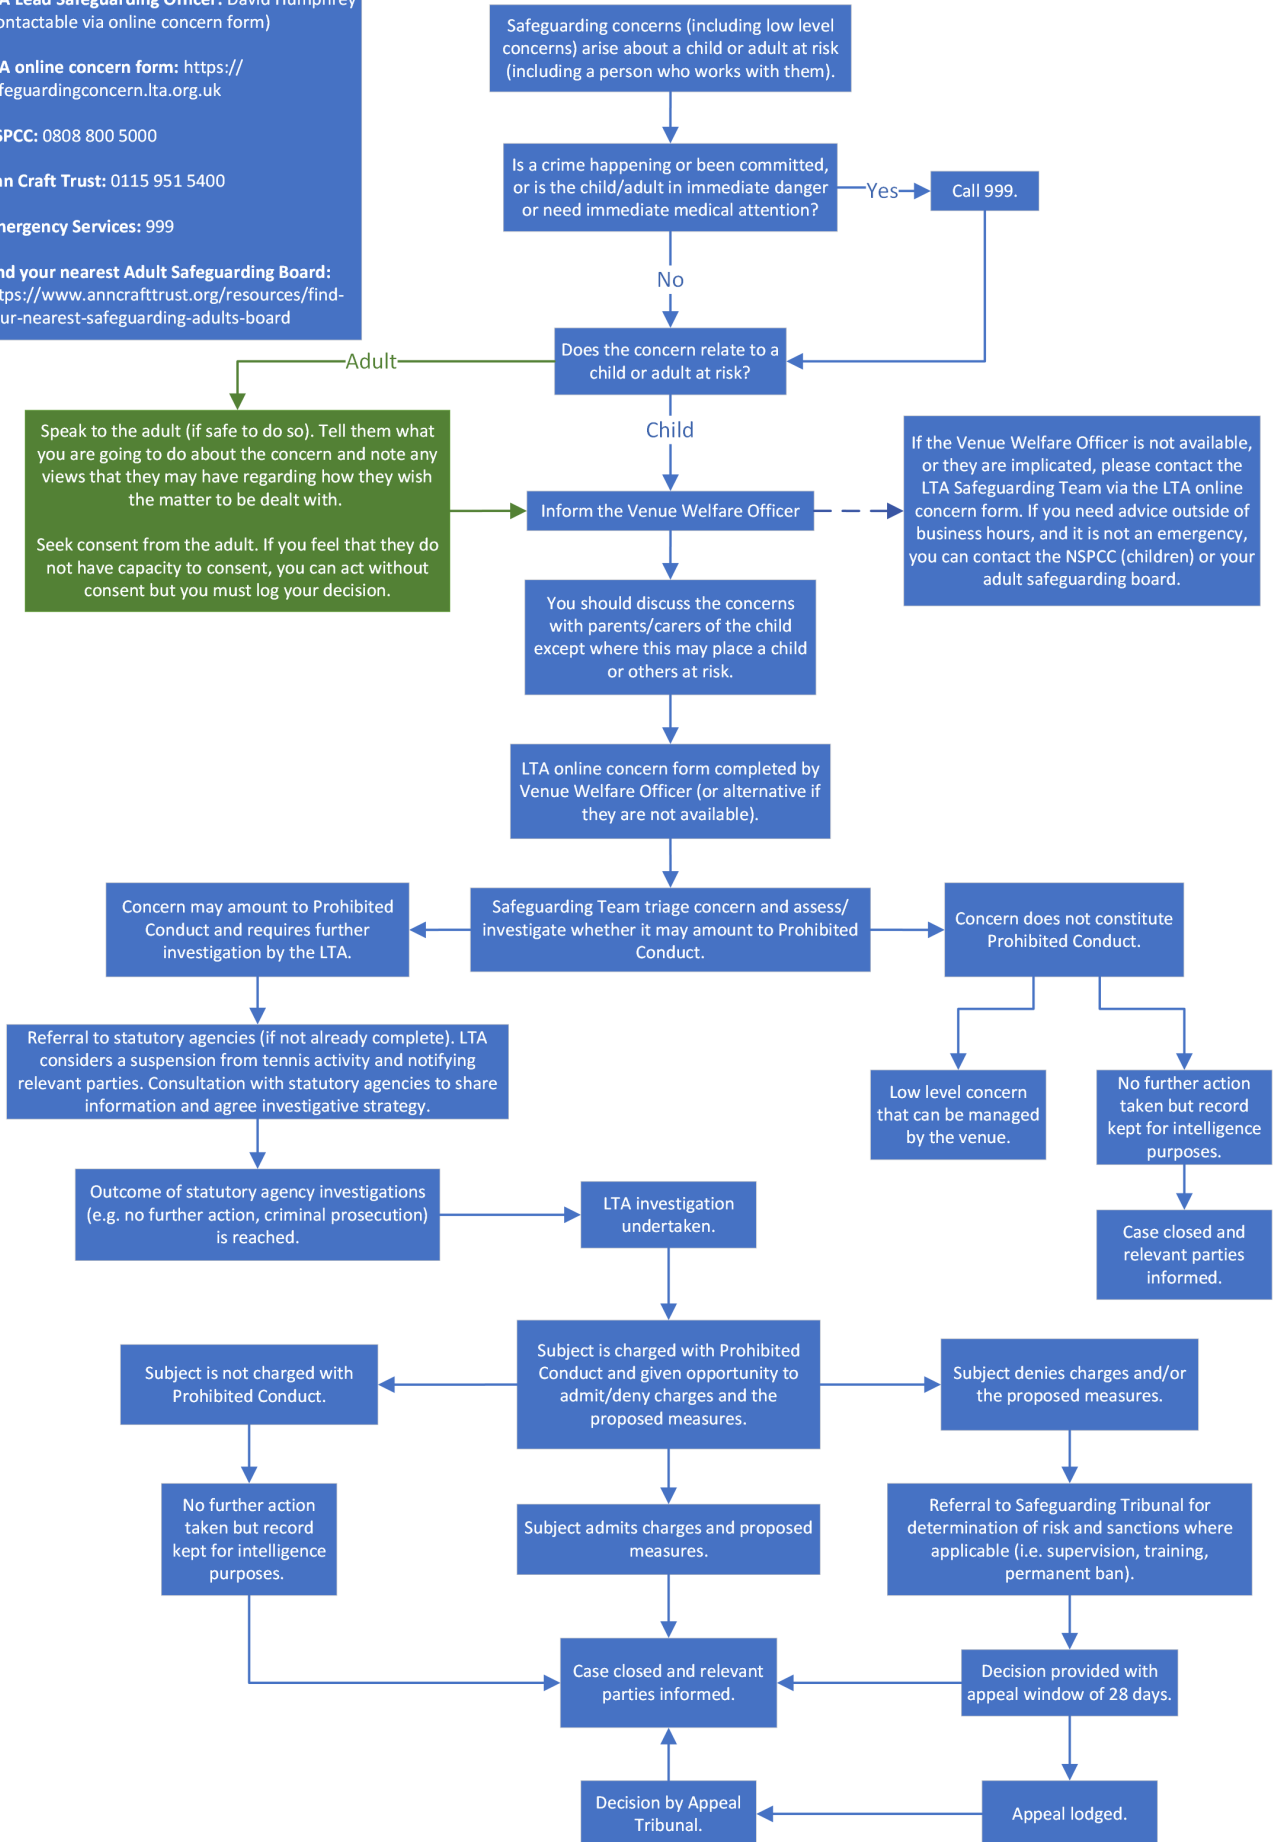 Lead Safeguarding Officer: David Humphrey
contactable via online concern form)
online concern form: https://
feguardingconcern.lta.org.uk
SPCC: 0808 800 5000
nn Craft Trust: 0115 951 5400
mergency Services: 999
nd your nearest Adult Safeguarding Board:
tps://www.anncrafttrust.org/resources/find-
ur-nearest-safeguarding-adults-board
Safeguarding concerns (including low level
concerns) arise about a child or adult at risk
(including a person who works with them).
Is a crime happening or been committed,
or is the child/adult in immediate danger
or need immediate medical attention?
Yes
Call 999.
No
Does the concern relate to a
child or adult at risk?
Adult
Child
Speak to the adult (if safe to do so). Tell them what
you are going to do about the concern and note any
views that they may have regarding how they wish
the matter to be dealt with.
Seek consent from the adult. If you feel that they do
not have capacity to consent, you can act without
consent but you must log your decision.
Inform the Venue Welfare Officer
If the Venue Welfare Officer is not available,
or they are implicated, please contact the
LTA Safeguarding Team via the LTA online
concern form. If you need advice outside of
business hours, and it is not an emergency,
you can contact the NSPCC (children) or your
adult safeguarding board.
You should discuss the concerns
with parents/carers of the child
except where this may place a child
or others at risk.
LTA online concern form completed by
Venue Welfare Officer (or alternative if
they are not available).
Concern may amount to Prohibited
Conduct and requires further
investigation by the LTA.
Safeguarding Team triage concern and assess/
investigate whether it may amount to Prohibited
Conduct.
Concern does not constitute
Prohibited Conduct.
Referral to statutory agencies (if not already complete). LTA
considers a suspension from tennis activity and notifying
relevant parties. Consultation with statutory agencies to share
information and agree investigative strategy.
Low level concern
that can be managed
by the venue.
No further action
taken but record
kept for intelligence
purposes.
Outcome of statutory agency investigations
(e.g. no further action, criminal prosecution)
is reached.
LTA investigation
undertaken.
Case closed and
relevant parties
informed.
Subject is not charged with
Prohibited Conduct.
Subject is charged with Prohibited
Conduct and given opportunity to
admit/deny charges and the
proposed measures.
Subject denies charges and/or
the proposed measures.
No further action
taken but record
kept for intelligence
purposes.
Subject admits charges and proposed
measures.
Referral to Safeguarding Tribunal for
determination of risk and sanctions where
applicable (i.e. supervision, training,
permanent ban).
Case closed and relevant
parties informed.
Decision provided with
appeal window of 28 days.
Decision by Appeal
Tribunal.
Appeal lodged.